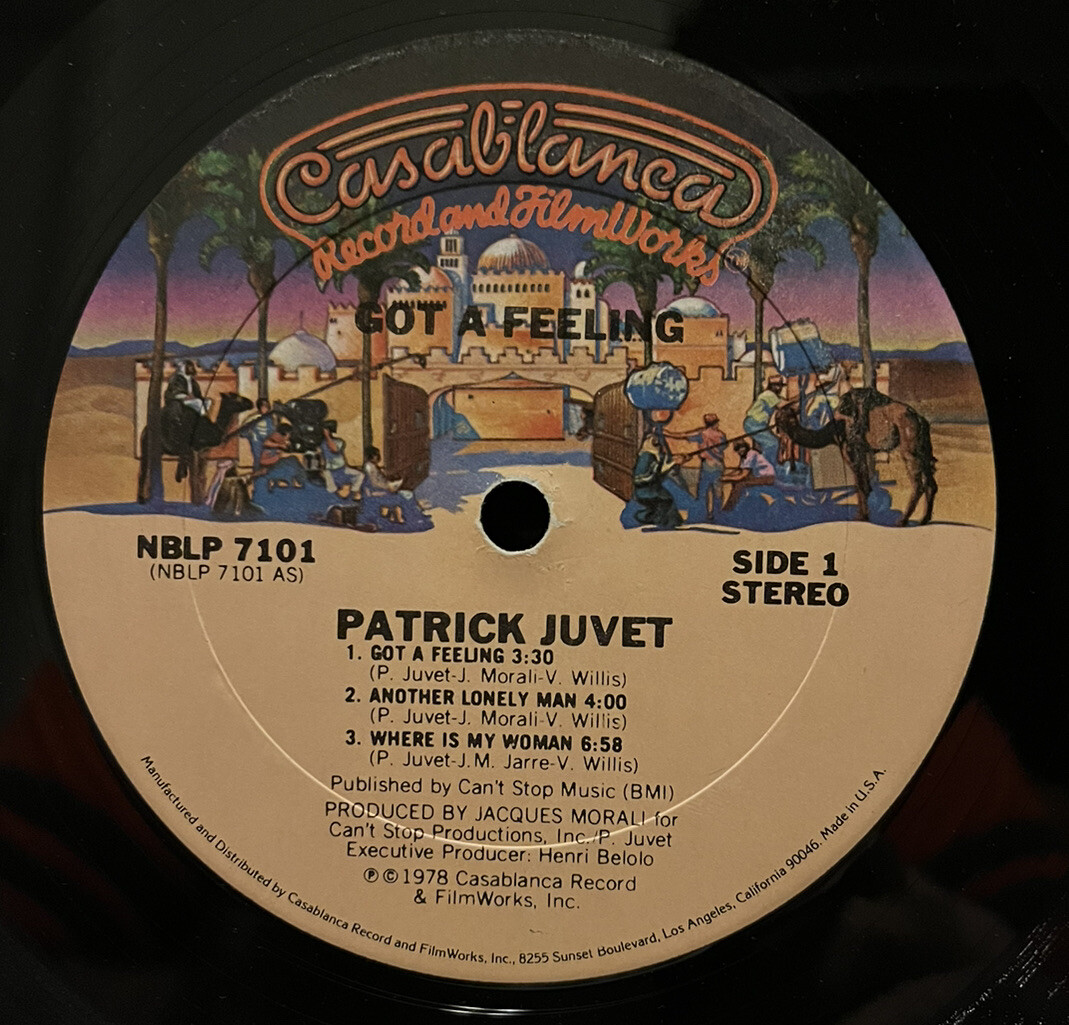 Casablanca
Record and FilmWorks
GOT A FEELING
NBLP 7101
(NBLP 7101 AS)
SIDE 1
STEREO
PATRICK JUVET
1. GOT A FEELING 3:30
(P. Juvet-J. Morali-V. Willis)
2. ANOTHER LONELY MAN 4:00
(P. Juvet-J. Morali-V. Willis)
3. WHERE IS MY WOMAN 6:58
(P. Juvet-J.M. Jarre-V. Willis)
Published by Can't Stop Music (BMI)
PRODUCED BY JACQUES MORALI for
Can't Stop Productions, Inc./P. Juvet
Executive Producer: Henri Belolo
℗©1978 Casablanca Record
& FilmWorks, Inc.
Manufactured and Distributed by Casablanca Record and FilmWorks, Inc., 8255 Sunset Boulevard, Los Angeles, California 90046. Made in U.S.A.